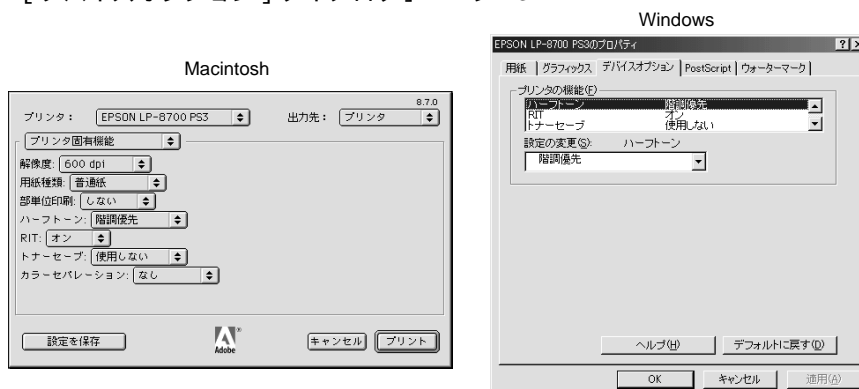 Macintosh
8.7.0
プリンタ： EPSON LP-8700 PS3 出力先： プリンタ
プリンタ固有機能
解像度: 600 dpi
用紙種類: 普通紙
部単位印刷: しない
ハーフトーン: 階調優先
RIT: オン
トナーセーブ: 使用しない
カラーセパレーション: なし
設定を保存 Adobe キャンセル プリント
Windows
EPSON LP-8700 PS3のプロパティ
用紙 グラフィックス デバイスオプション PostScript ウォーターマーク
プリンタの機能(F)
ハーフトーン 階調優先
RIT オン
トナーセーブ 使用しない
設定の変更(S): ハーフトーン
階調優先
ヘルプ(H) デフォルトに戻す(D)
OK キャンセル 適用(A)